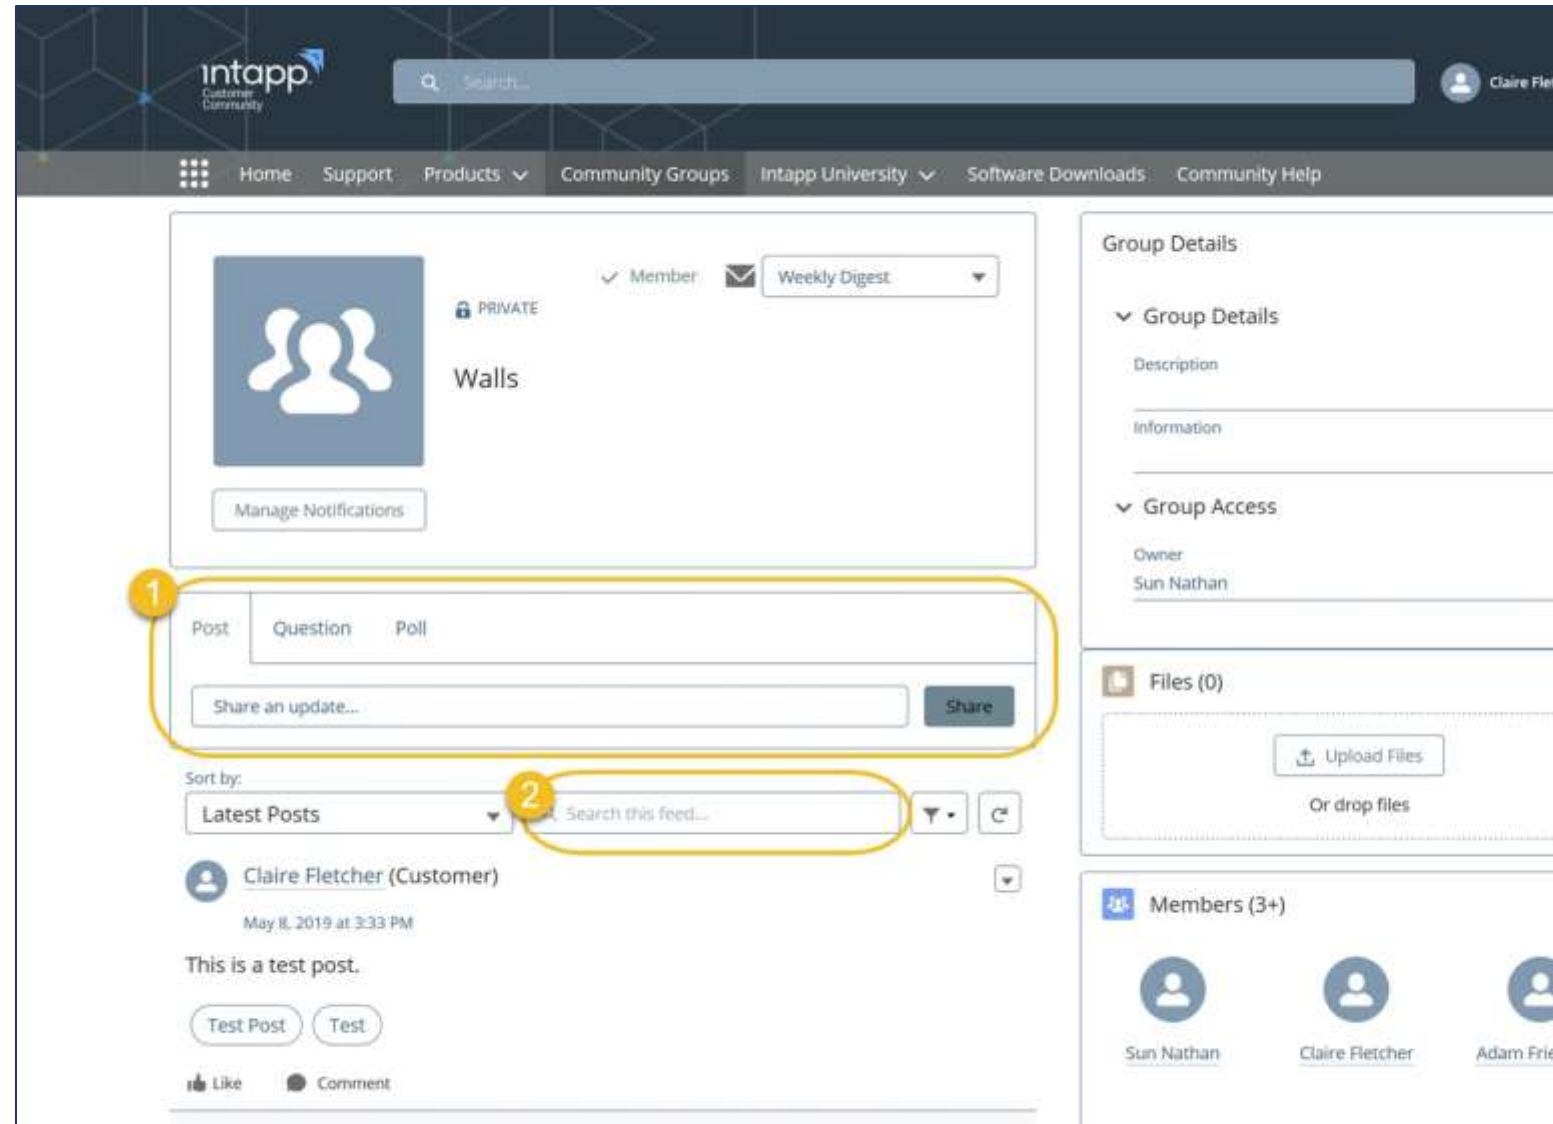 intapp
Customer
Community
Search...
Home Support Products Community Groups Intapp University Software Downloads Community Help
Member Weekly Digest
PRIVATE
Walls
Manage Notifications
1
Post Question Poll
Share an update... Share
Sort by:
2
Latest Posts Search this feed...
Claire Fletcher (Customer)
May 8, 2019 at 3:33 PM
This is a test post.
Test Post Test
Like Comment
Claire Fle
Group Details
Group Details
Description
Information
Group Access
Owner
Sun Nathan
Files (0)
Upload Files
Or drop files
Members (3+)
Sun Nathan Claire Fletcher Adam Frie